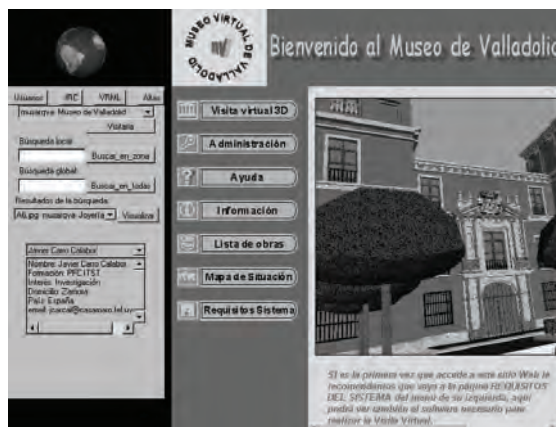 MUSEO VIRTUAL DE VALLADOLID
Bienvenido al Museo de Valladolid
Usuarios IRC VRML Altas
musarqva Museo de Valladolid
Visitarla
Búsqueda local:
Buscar_en_zona
Búsqueda global:
Buscar_en_todas
Resultados de la búsqueda:
A6.jpg musarqva Joyería Visualizar
Javier Carro Calabor
Nombre: Javier Carro Calabor
Formación: PFC ITST
Interés: Investigación
Domicilio: Zamora
País: España
email:
Visita virtual 3D
Administración
Ayuda
Información
Lista de obras
Mapa de Situación
Requisitos Sistema
SI es la primera vez que accede a este sitio Web le
recomendamos que vaya a la página REQUISITOS
DEL SISTEMA del menú de su izquierda, aquí
podrá ver también el software necesario para
realizar la Visita Virtual.